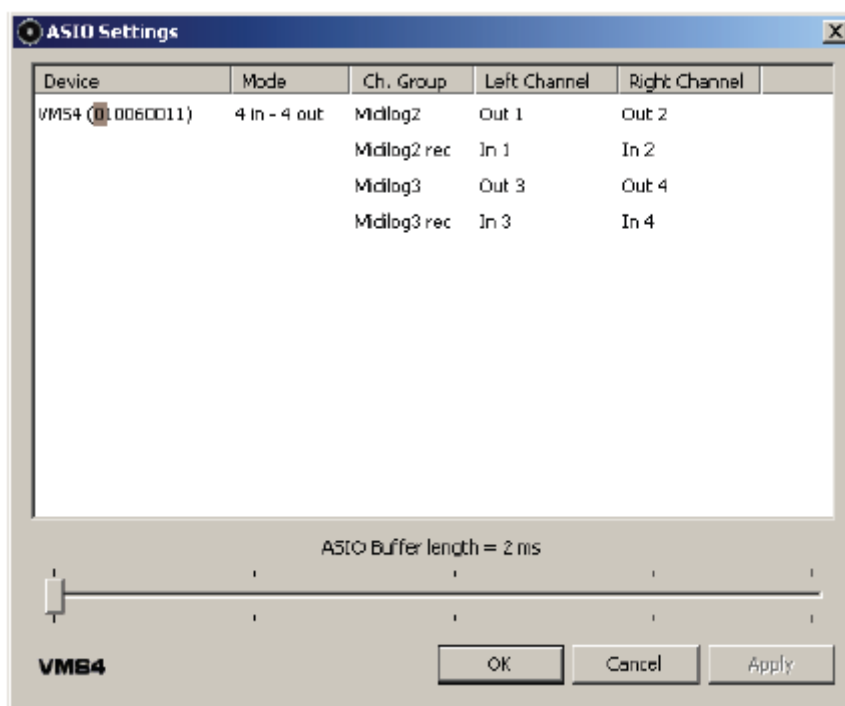 ASIO Settings
Device Mode Ch. Group Left Channel Right Channel
VMS4 (010060011) 4 in - 4 out Midilog2 Out 1 Out 2
Midilog2 rec In 1 In 2
Midilog3 Out 3 Out 4
Midilog3 rec In 3 In 4
ASIO Buffer length = 2 ms
VMS4 OK Cancel Apply